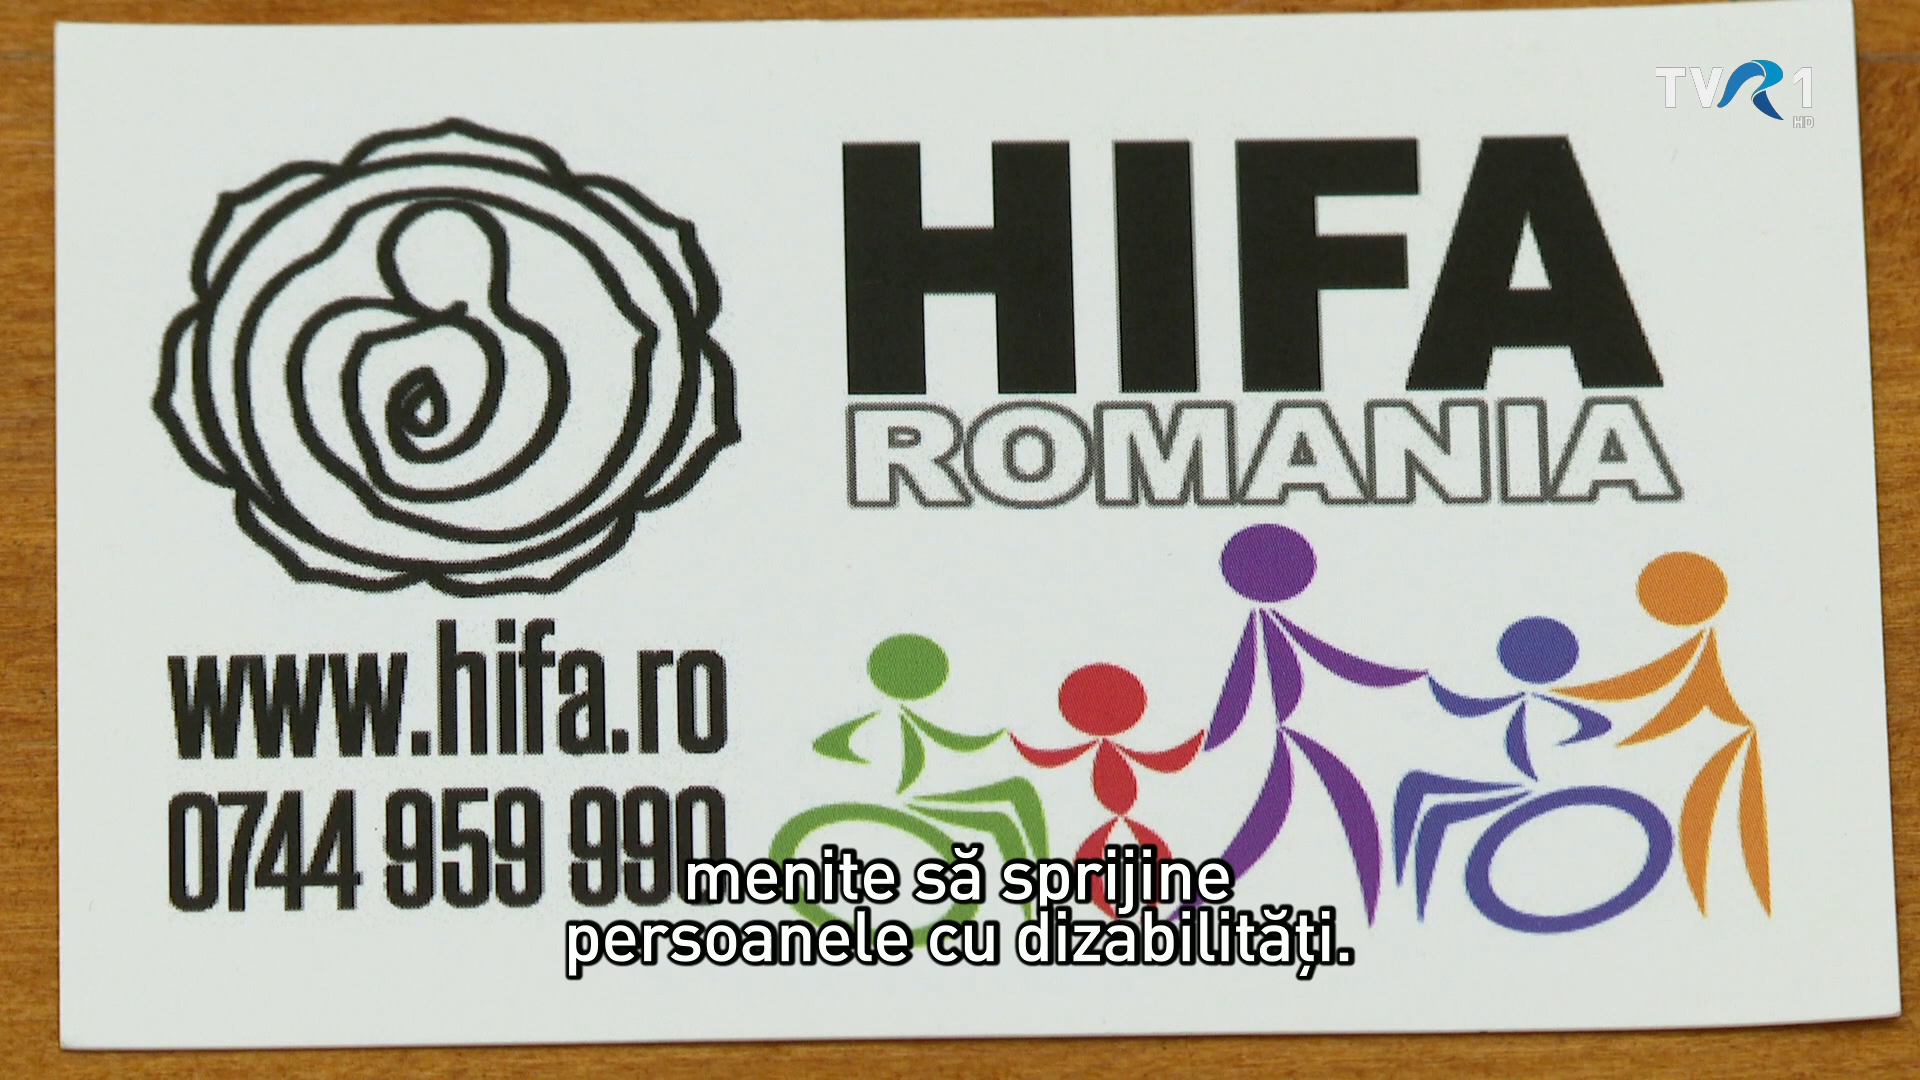 TVR1
HD
HIFA
ROMANIA
www.hifa.ro
0744 959 990
menite să sprijine
persoanele cu dizabilități.